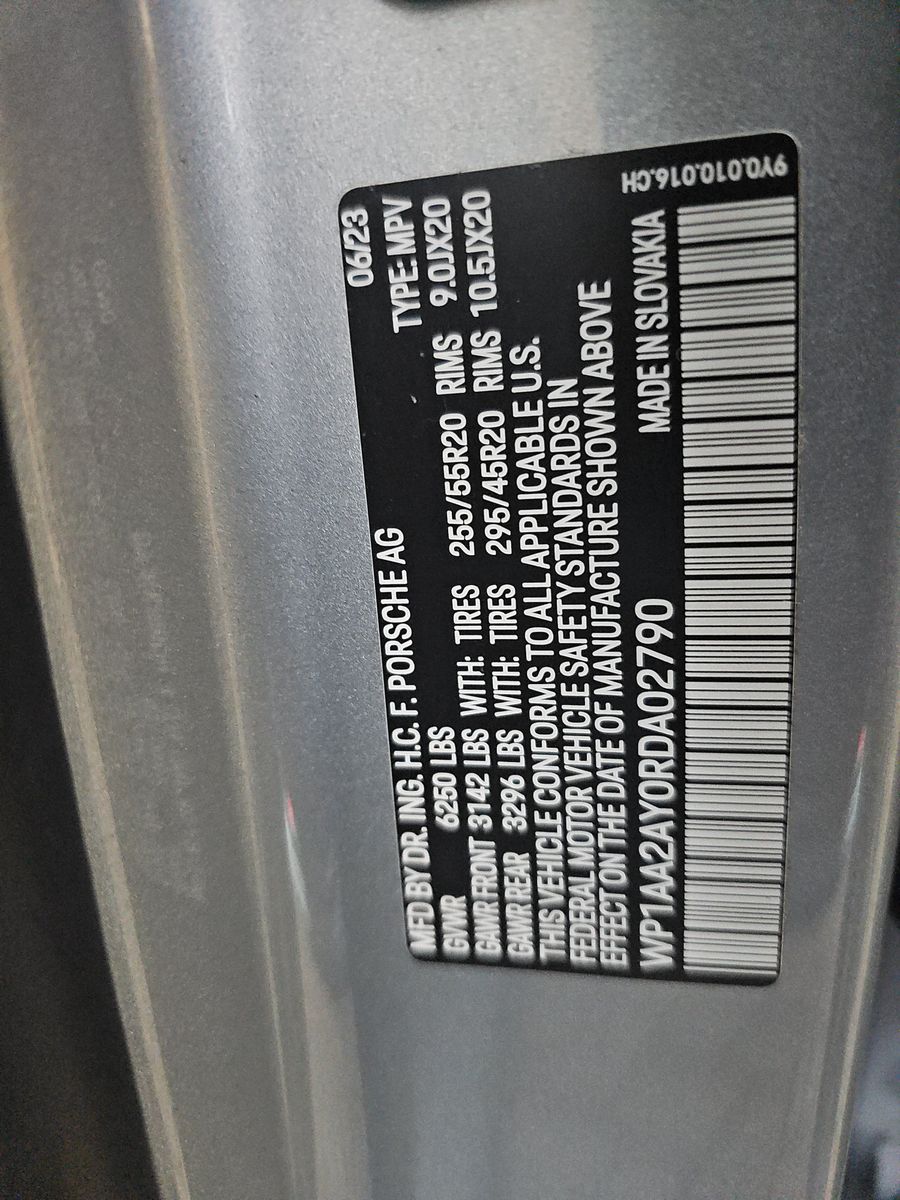 MFD BY DR. ING. H.C. F. PORSCHE AG 06/23
GVWR 6250 LBS TYPE: MPV
GAWR FRONT 3142 LBS WITH: TIRES 255/55R20 RIMS 9.0JX20
GAWR REAR 3296 LBS WITH: TIRES 295/45R20 RIMS 10.5JX20
THIS VEHICLE CONFORMS TO ALL APPLICABLE U.S.
FEDERAL MOTOR VEHICLE SAFETY STANDARDS IN
EFFECT ON THE DATE OF MANUFACTURE SHOWN ABOVE
WP1AA2AY0RDA02790 MADE IN SLOVAKIA
9Y0.010.016.CH